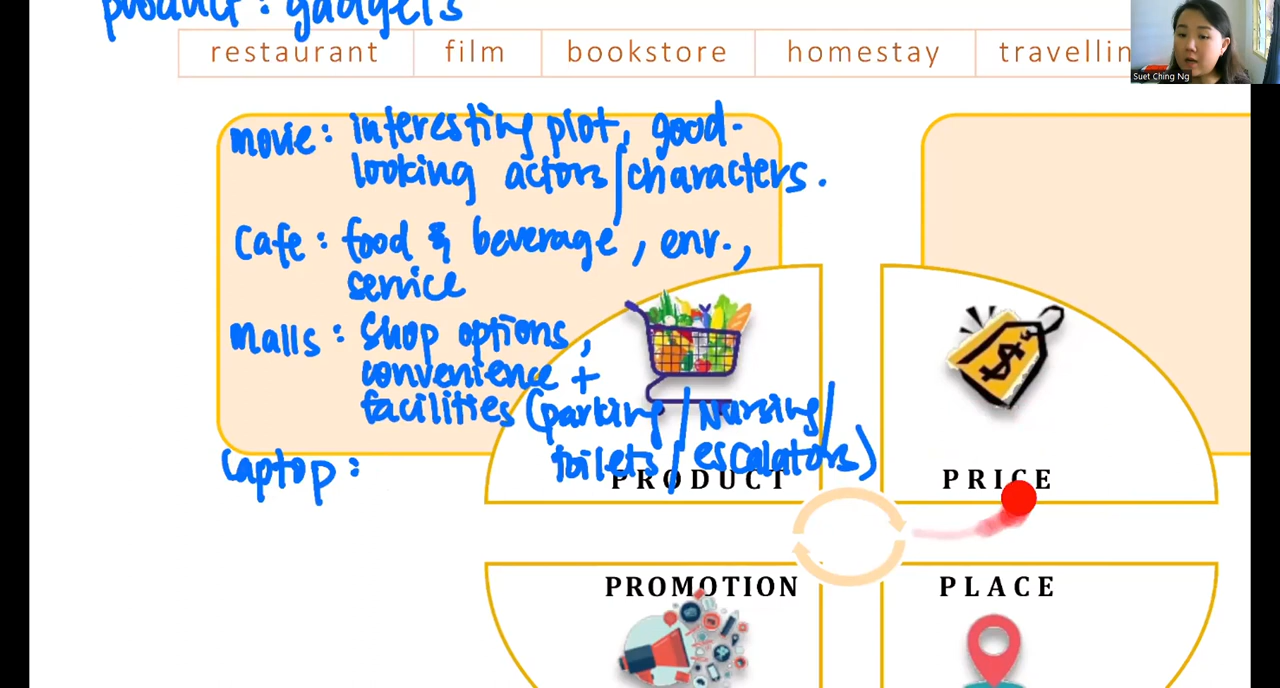 product : gadgets
restaurant film bookstore homestay travellin
Suet Ching Ng
movie : interesting plot, good-
looking actors/characters.
Cafe : food & beverage, env.,
service
Malls : Shop options,
convenience +
facilities (parking/Nursing/
toilets/escalators)
Laptop :
PRODUCT
PRICE
PROMOTION
PLACE